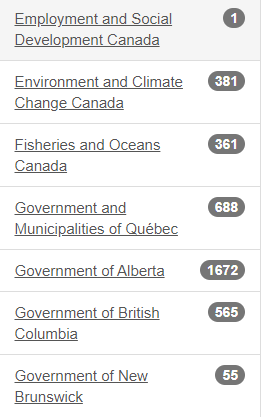 Employment and Social 1
Development Canada
Environment and Climate 381
Change Canada
Fisheries and Oceans 361
Canada
Government and 688
Municipalities of Québec
Government of Alberta 1672
Government of British 565
Columbia
Government of New 55
Brunswick